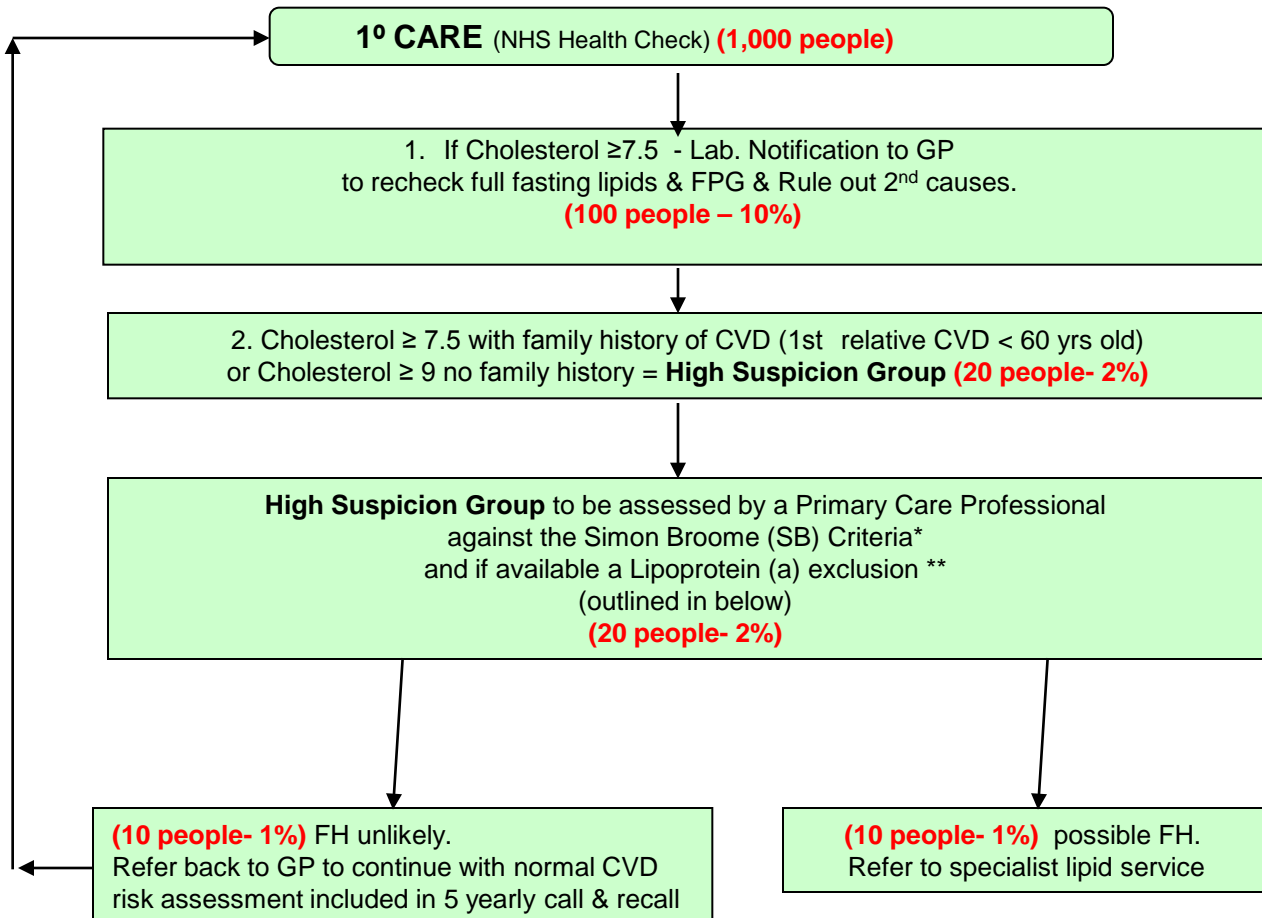 1º CARE (NHS Health Check) (1,000 people)
1. If Cholesterol ≥7.5 - Lab. Notification to GP
to recheck full fasting lipids & FPG & Rule out 2nd causes.
(100 people – 10%)
2. Cholesterol ≥ 7.5 with family history of CVD (1st relative CVD < 60 yrs old)
or Cholesterol ≥ 9 no family history = High Suspicion Group (20 people- 2%)
High Suspicion Group to be assessed by a Primary Care Professional
against the Simon Broome (SB) Criteria*
and if available a Lipoprotein (a) exclusion **
(outlined in below)
(20 people- 2%)
(10 people- 1%) FH unlikely.
Refer back to GP to continue with normal CVD
risk assessment included in 5 yearly call & recall
(10 people- 1%) possible FH.
Refer to specialist lipid service